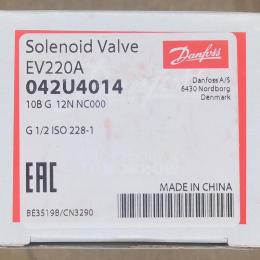 Solenoid Valve
EV220A
042U4014
10B G 12N NC000
G 1/2 ISO 228-1
Danfoss
Danfoss A/S
6430 Nordborg
Denmark
EAC
MADE IN CHINA
BE3519B/CN3290